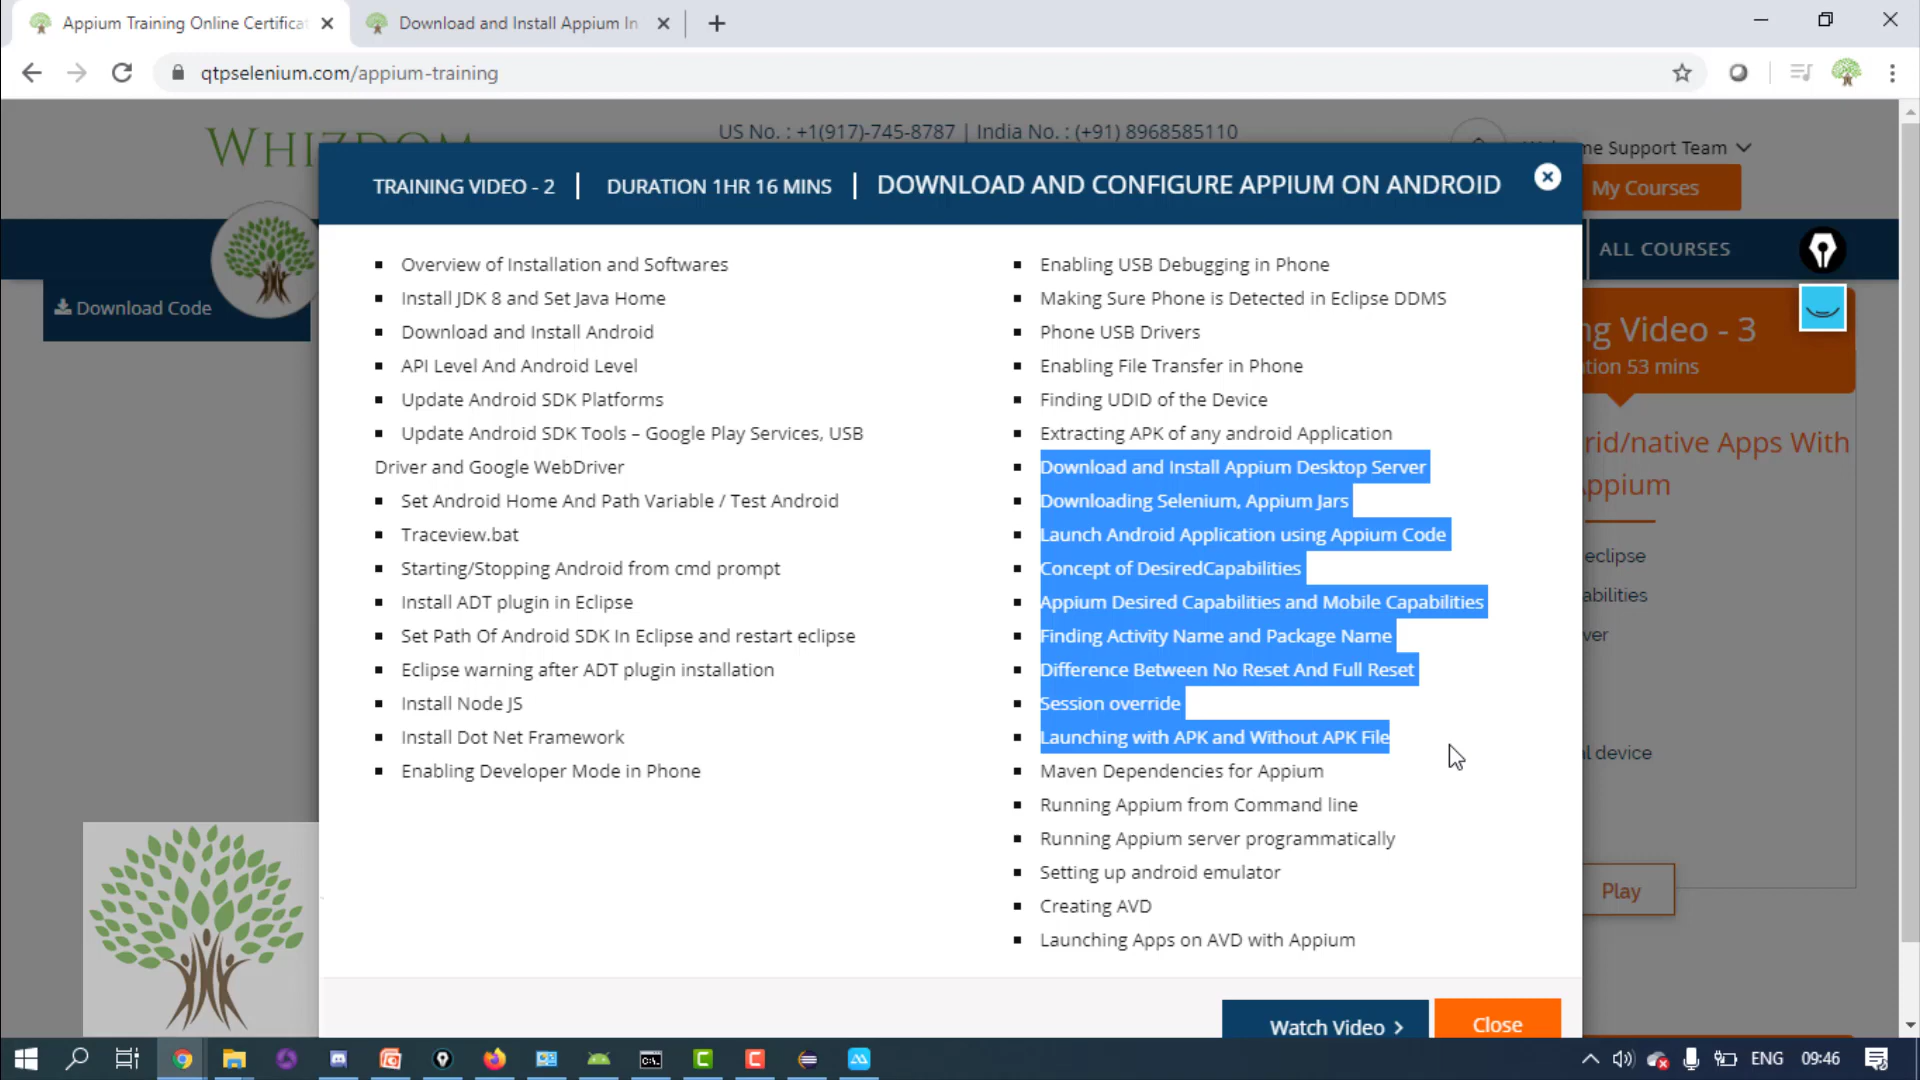 Appium Training Online Certificat
Download and Install Appium In
qtpselenium.com/appium-training
WHIZDOM
US No. : +1(917)-745-8787 | India No. : (+91) 8968585110
me Support Team
My Courses
ALL COURSES
Download Code
TRAINING VIDEO - 2 | DURATION 1HR 16 MINS | DOWNLOAD AND CONFIGURE APPIUM ON ANDROID
Overview of Installation and Softwares
Install JDK 8 and Set Java Home
Download and Install Android
API Level And Android Level
Update Android SDK Platforms
Update Android SDK Tools – Google Play Services, USB
Driver and Google WebDriver
Set Android Home And Path Variable / Test Android
Traceview.bat
Starting/Stopping Android from cmd prompt
Install ADT plugin in Eclipse
Set Path Of Android SDK In Eclipse and restart eclipse
Eclipse warning after ADT plugin installation
Install Node JS
Install Dot Net Framework
Enabling Developer Mode in Phone
Enabling USB Debugging in Phone
Making Sure Phone is Detected in Eclipse DDMS
Phone USB Drivers
Enabling File Transfer in Phone
Finding UDID of the Device
Extracting APK of any android Application
Download and Install Appium Desktop Server
Downloading Selenium, Appium Jars
Launch Android Application using Appium Code
Concept of DesiredCapabilities
Appium Desired Capabilities and Mobile Capabilities
Finding Activity Name and Package Name
Difference Between No Reset And Full Reset
Session override
Launching with APK and Without APK File
Maven Dependencies for Appium
Running Appium from Command line
Running Appium server programmatically
Setting up android emulator
Creating AVD
Launching Apps on AVD with Appium
ng Video - 3
tion 53 mins
rid/native Apps With
ppium
eclipse
abilities
ver
al device
Play
Watch Video
Close
ENG
09:46